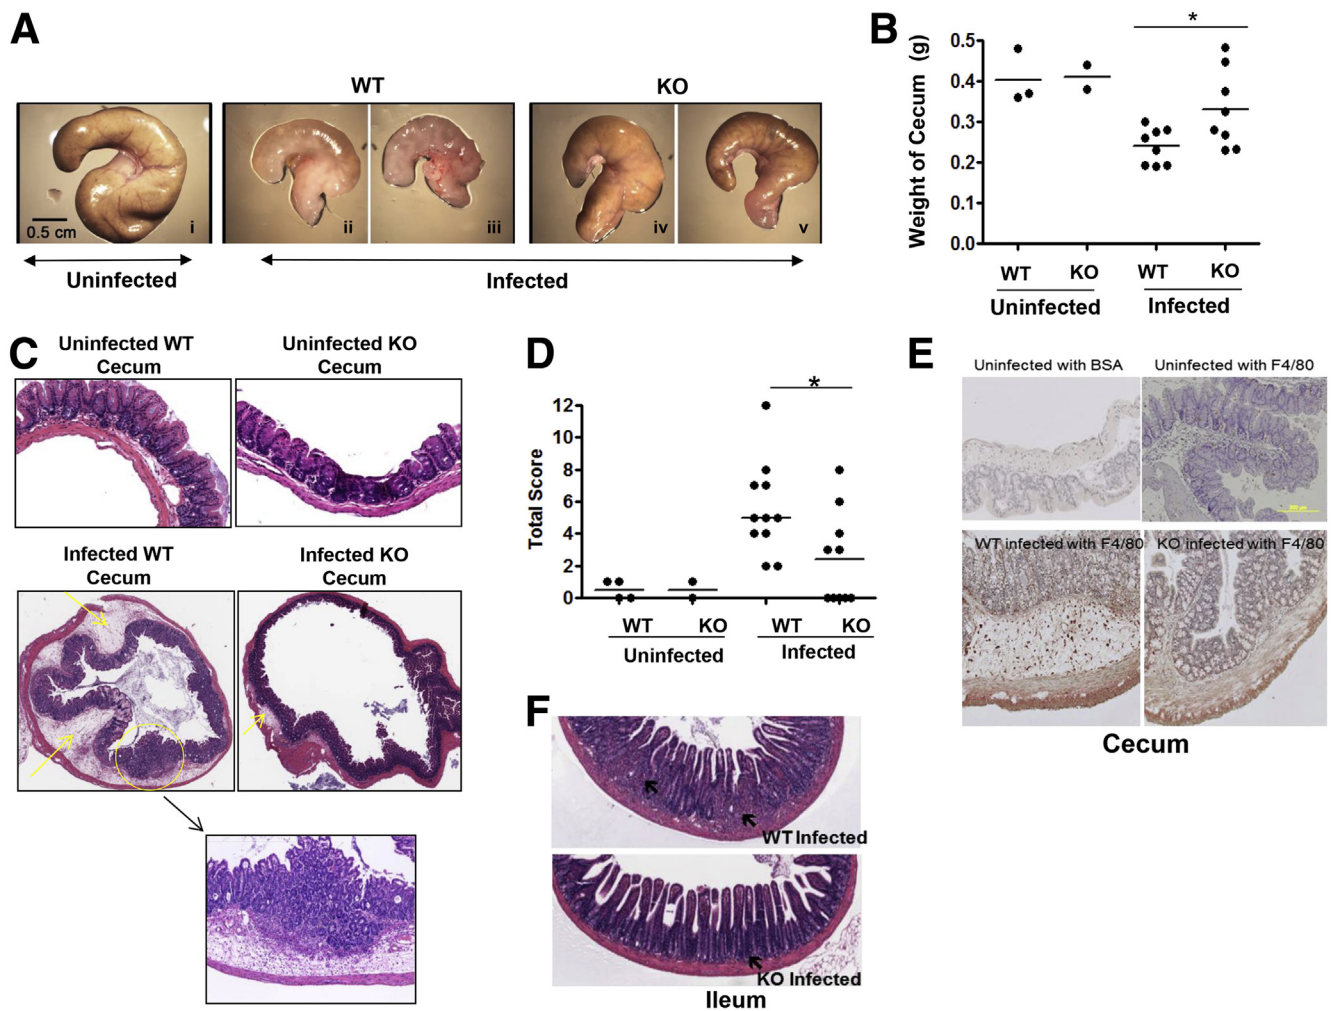 A
WT
KO
i
ii
iii
iv
v
0.5 cm
Uninfected
Infected
B
*
Weight of Cecum (g)
0.5
0.4
0.3
0.2
0.1
0.0
WT
KO
WT
KO
Uninfected
Infected
C
Uninfected WT
Cecum
Uninfected KO
Cecum
Infected WT
Cecum
Infected KO
Cecum
D
*
Total Score
12
10
8
6
4
2
0
WT
KO
WT
KO
Uninfected
Infected
E
Uninfected with BSA
Uninfected with F4/80
WT infected with F4/80
KO infected with F4/80
Cecum
F
WT Infected
KO Infected
Ileum